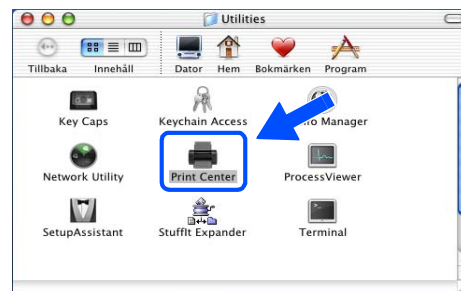 Utilities
Tillbaka Innehåll Dator Hem Bokmärken Program
Key Caps Keychain Access Manager
Network Utility Print Center ProcessViewer
SetupAssistant StuffIt Expander Terminal